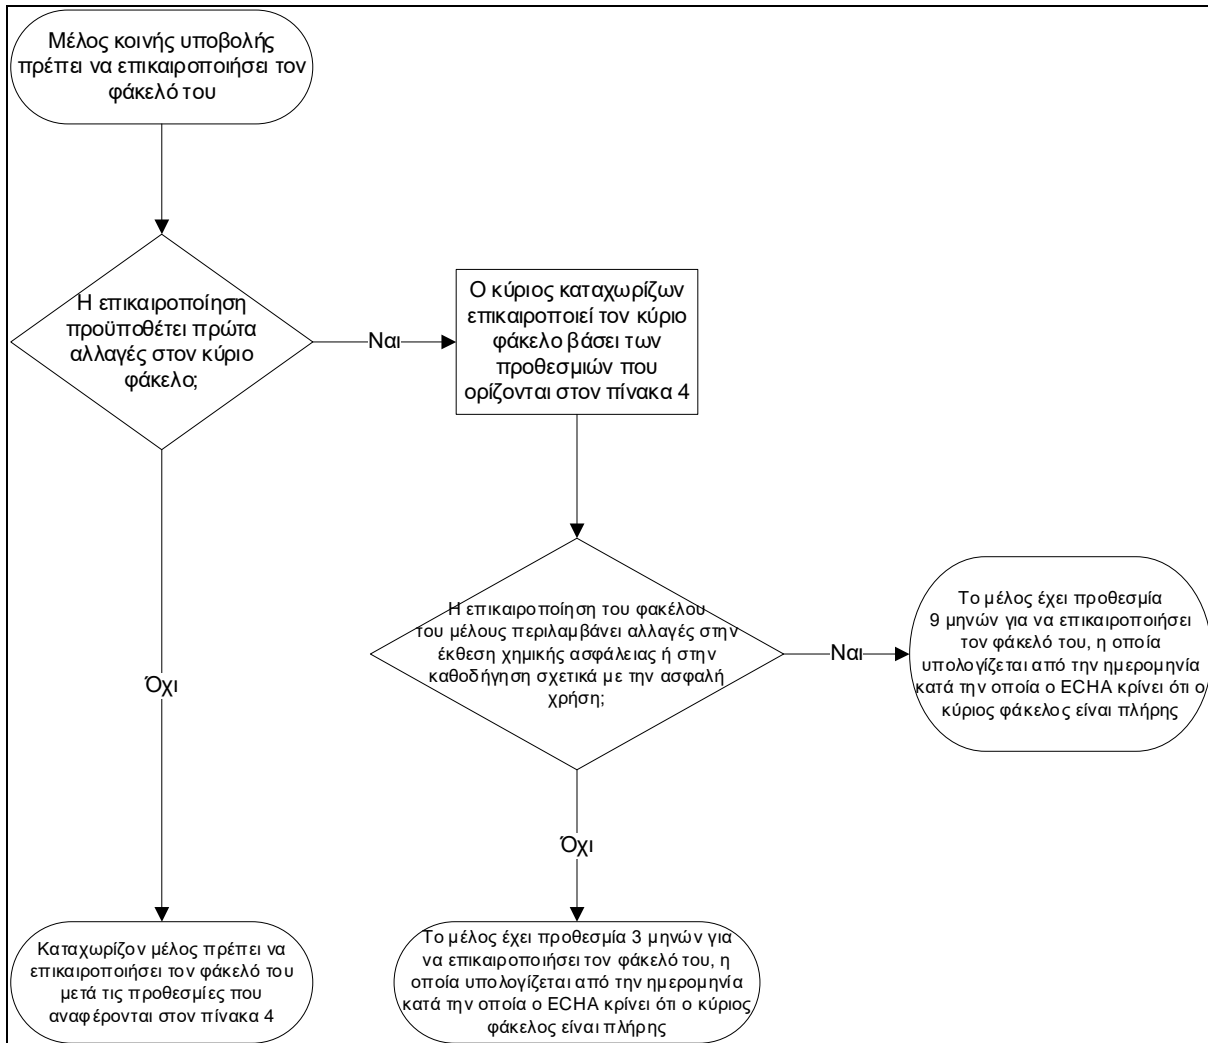 Μέλος κοινής υποβολής
πρέπει να επικαιροποιήσει τον
φάκελό του
Η επικαιροποίηση
προϋποθέτει πρώτα
αλλαγές στον κύριο
φάκελο;
Ναι
Ο κύριος καταχωρίζων
επικαιροποιεί τον κύριο
φάκελο βάσει των
προθεσμιών που
ορίζονται στον πίνακα 4
Η επικαιροποίηση του φακέλου
του μέλους περιλαμβάνει αλλαγές στην
έκθεση χημικής ασφάλειας ή στην
καθοδήγηση σχετικά με την ασφαλή
χρήση;
Ναι
Το μέλος έχει προθεσμία
9 μηνών για να επικαιροποιήσει
τον φάκελό του, η οποία
υπολογίζεται από την ημερομηνία
κατά την οποία ο ECHA κρίνει ότι ο
κύριος φάκελος είναι πλήρης
Όχι
Όχι
Καταχωρίζον μέλος πρέπει να
επικαιροποιήσει τον φάκελό του
μετά τις προθεσμίες που
αναφέρονται στον πίνακα 4
Το μέλος έχει προθεσμία 3 μηνών για
να επικαιροποιήσει τον φάκελό του, η
οποία υπολογίζεται από την ημερομηνία
κατά την οποία ο ECHA κρίνει ότι ο κύριος
φάκελος είναι πλήρης